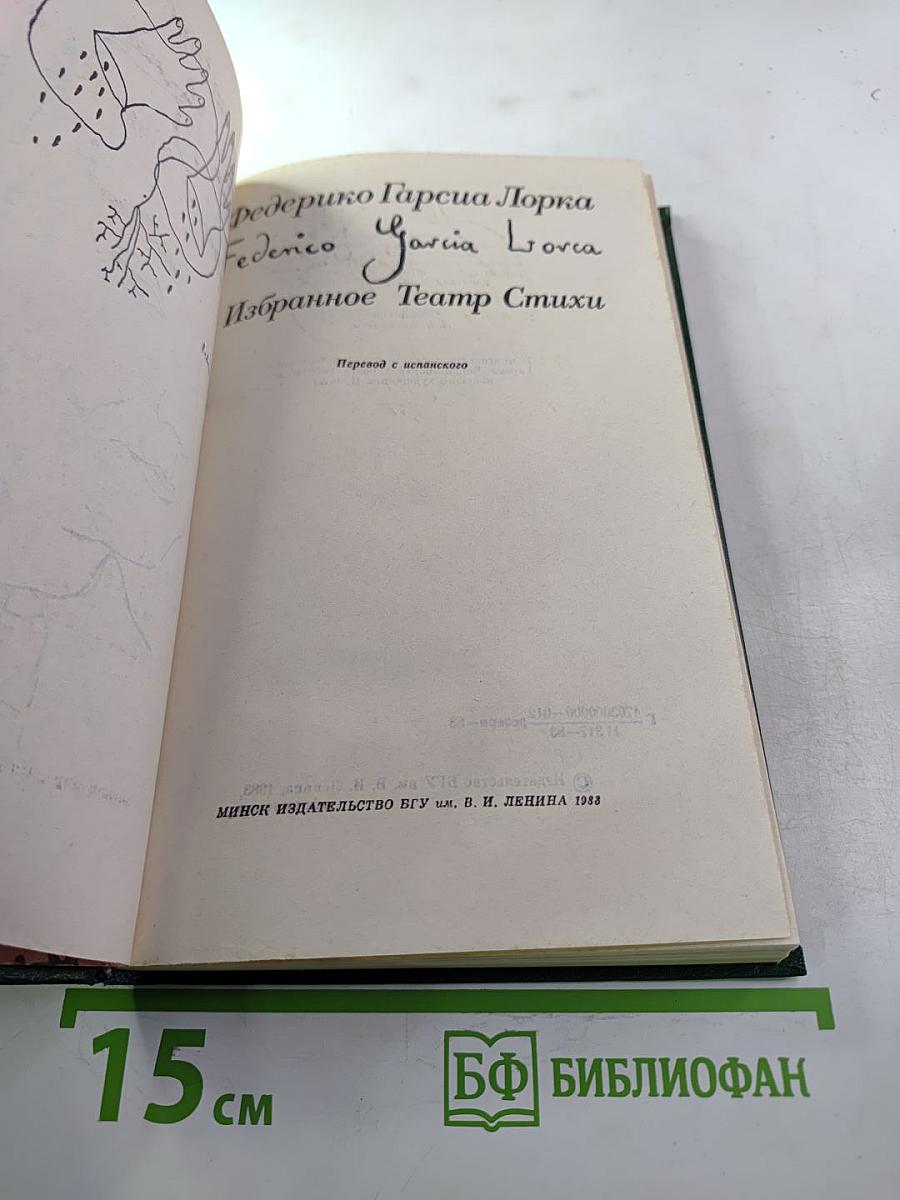 Федерико Гарсиа Лорка
Federico García Lorca
Избранное Театр Стихи
Перевод с испанского
МИНСК ИЗДАТЕЛЬСТВО БГУ им. В. И. ЛЕНИНА 1983
15 см
БФ БИБЛИОФАН